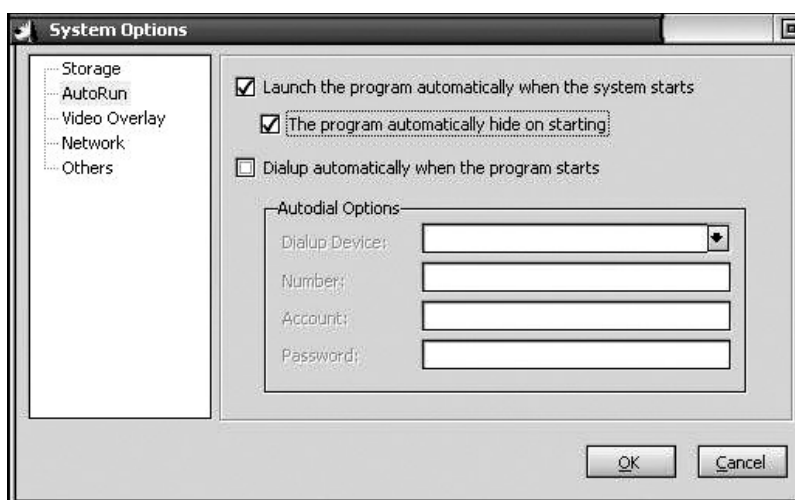 System Options
Storage
AutoRun
Video Overlay
Network
Others
Launch the program automatically when the system starts
The program automatically hide on starting
Dialup automatically when the program starts
Autodial Options
Dialup Device:
Number:
Account:
Password:
OK
Cancel